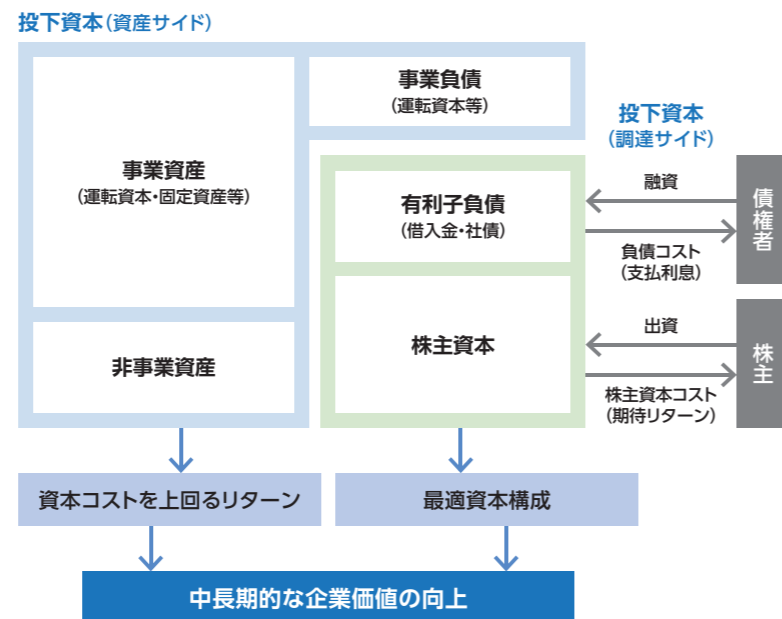 投下資本（資産サイド）
事業資産
（運転資本・固定資産等）
非事業資産
事業負債
（運転資本等）
有利子負債
（借入金・社債）
株主資本
投下資本
（調達サイド）
融資
負債コスト
（支払利息）
債権者
出資
株主資本コスト
（期待リターン）
株主
資本コストを上回るリターン
最適資本構成
中長期的な企業価値の向上